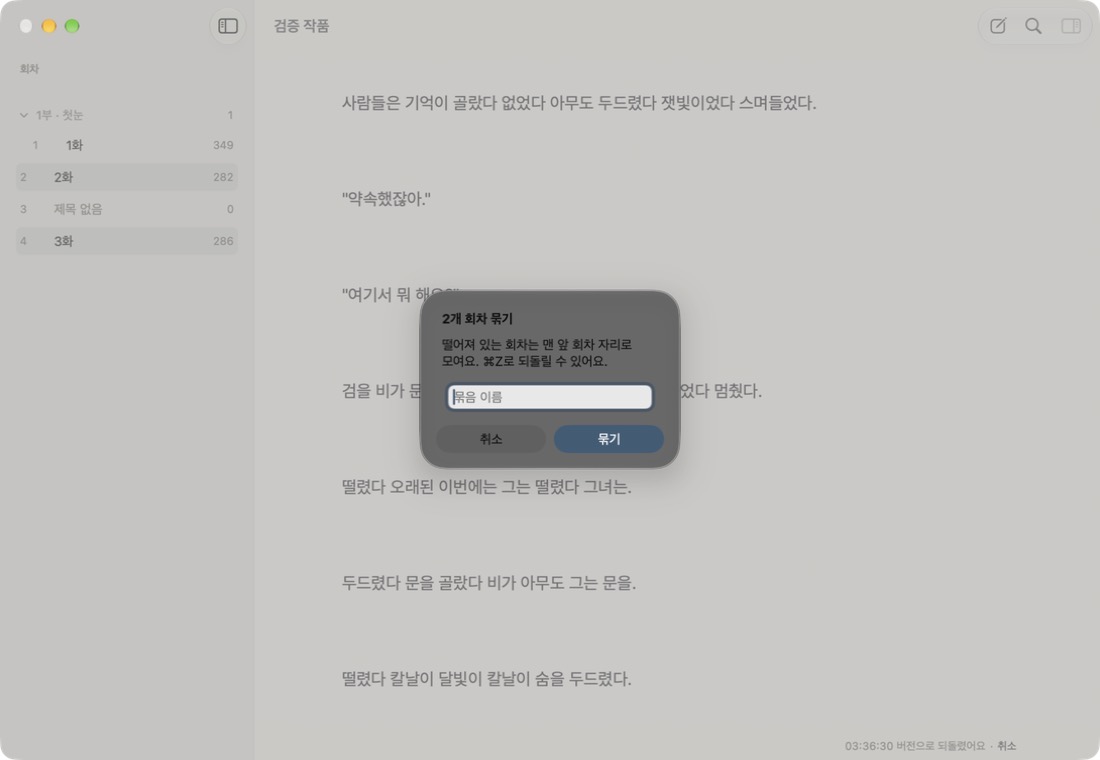 검증 작품
회차
1부 · 첫눈 1
1 1화 349
2 2화 282
3 제목 없음 0
4 3화 286
사람들은 기억이 골랐다 없었다 아무도 두드렸다 잿빛이었다 스며들었다.
"약속했잖아."
"여기서 뭐
검을 비가 었다 멈췄다.
떨렸다 오래된 이번에는 그는 떨렸다 그녀는.
두드렸다 문을 골랐다 비가 아무도 그는 문을.
떨렸다 칼날이 달빛이 칼날이 숨을 두드렸다.
2개 회차 묶기
떨어져 있는 회차는 맨 앞 회차 자리로
모여요. ⌘Z로 되돌릴 수 있어요.
묶음 이름
취소 묶기
03:36:30 버전으로 되돌렸어요 · 취소